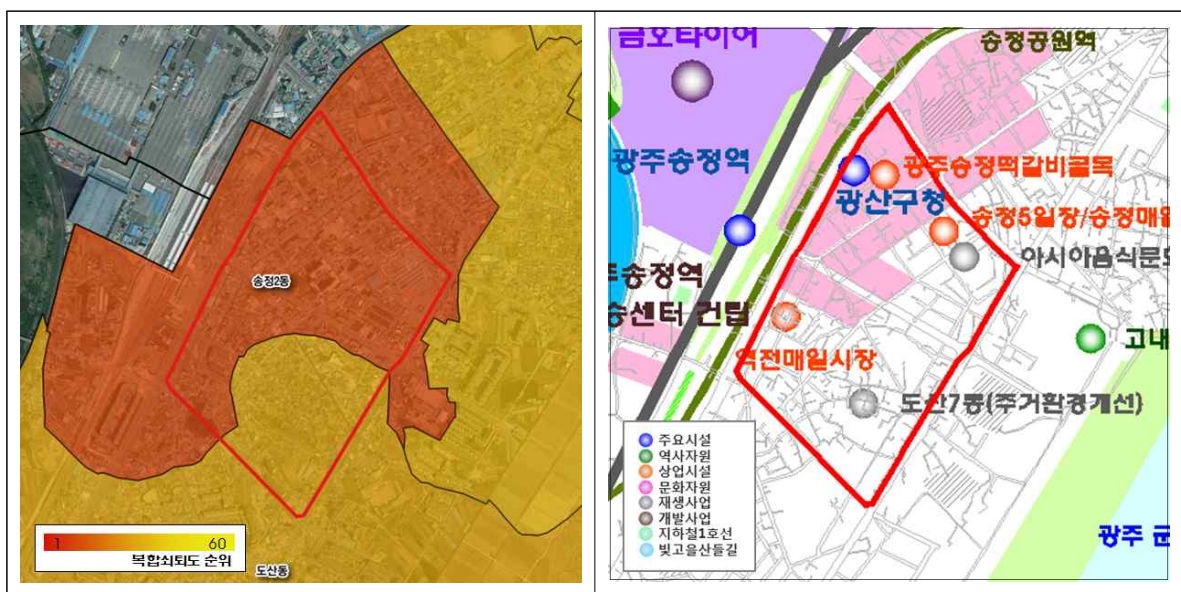 송정2동
1 60
복합쇠퇴도 순위
도산동
금호타이어
송정공원역
광주송정역
광주송정떡갈비골목
광산구청
송정5일장/송정매일
아시아음식문화
주송정역
승센터 건립
역전매일시장
고내
도산7통(주거환경개선)
주요시설
역사자원
상업시설
문화자원
재생사업
개발사업
지하철1호선
빛고을산들길
광주 군